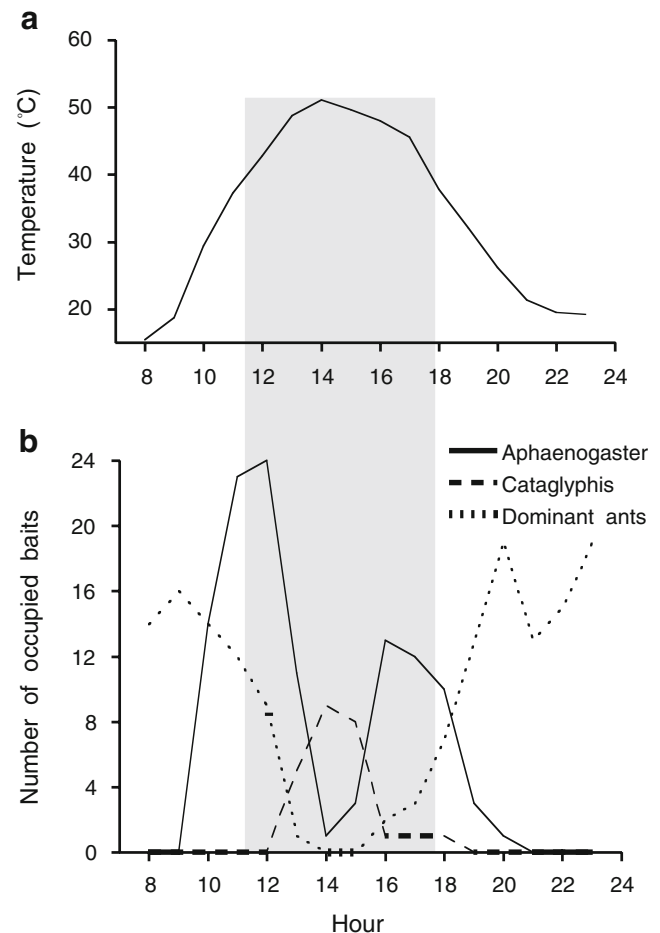 a
Temperature (°C)
60
50
40
30
20
8 10 12 14 16 18 20 22 24
b
Number of occupied baits
24
20
16
12
8
4
0
Aphaenogaster
Cataglyphis
Dominant ants
8 10 12 14 16 18 20 22 24
Hour